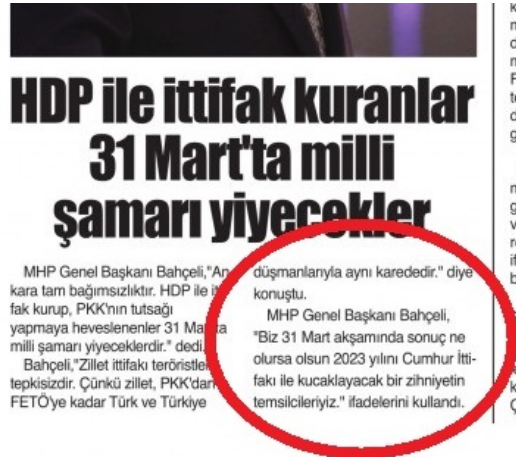 HDP ile ittifak kuranlar
31 Mart'ta milli
şamarı yiyecekler
MHP Genel Başkanı Bahçeli,"An
kara tam bağımsızlıktır. HDP ile it
fak kurup, PKK'nın tutsağı
yapmaya heveslenenler 31 Mart'ta
milli şamarı yiyeceklerdir." dedi.
Bahçeli,"Zillet ittifakı teröristler
tepkisizdir. Çünkü zillet, PKK'dan
FETÖ'ye kadar Türk ve Türkiye
düşmanlarıyla aynı karededir." diye
konuştu.
MHP Genel Başkanı Bahçeli,
"Biz 31 Mart akşamında sonuç ne
olursa olsun 2023 yılını Cumhur İtti-
fakı ile kucaklayacak bir zihniyetin
temsilcileriyiz." ifadelerini kullandı.